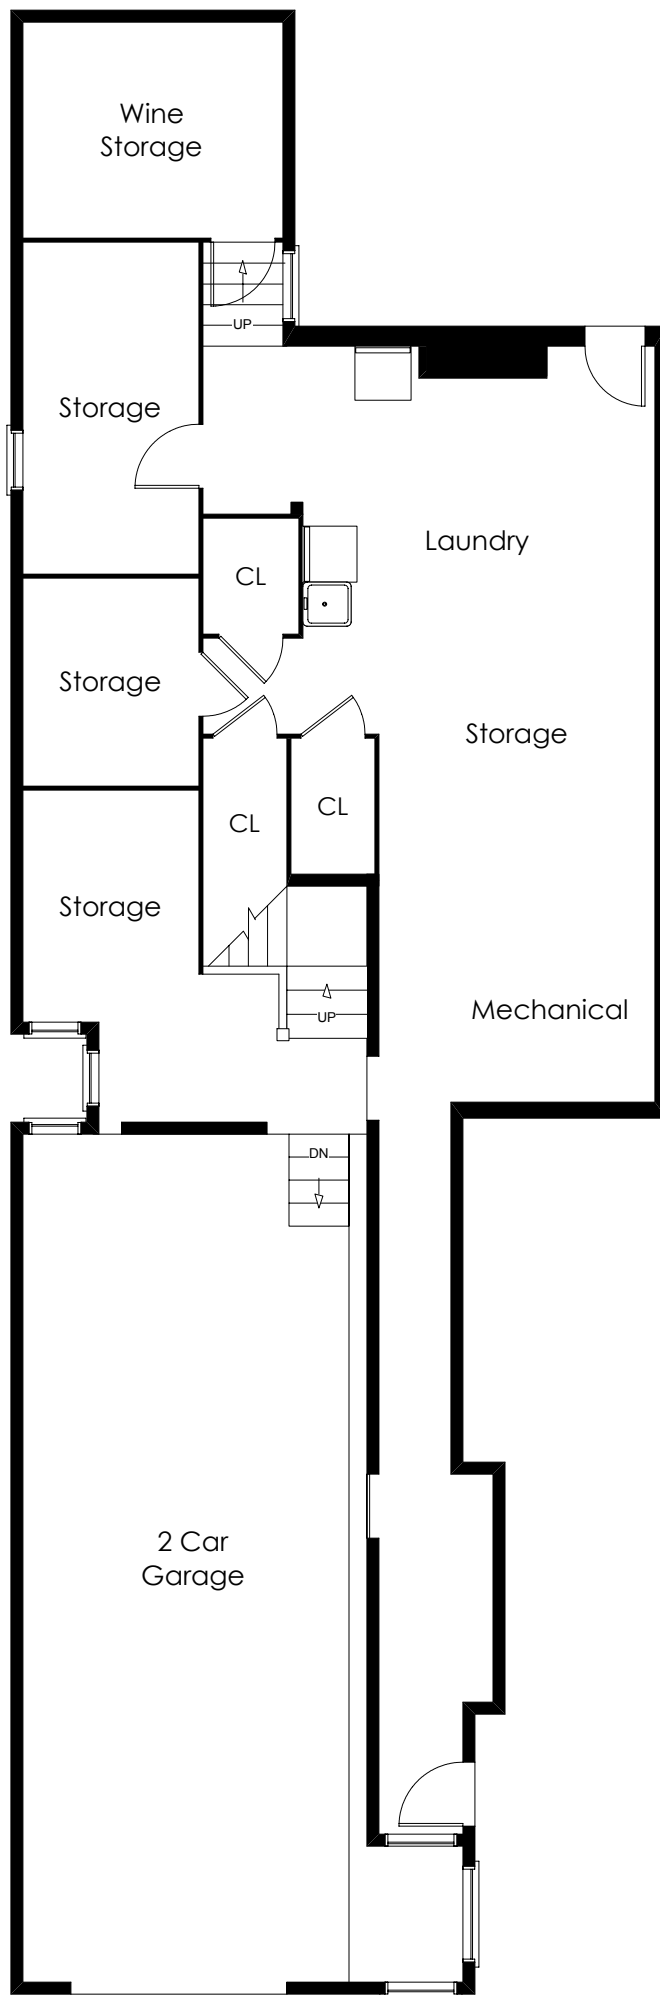 Wine
Storage
UP
Storage
Laundry
CL
Storage
Storage
CL
CL
Storage
Mechanical
UP
DN
2 Car
Garage